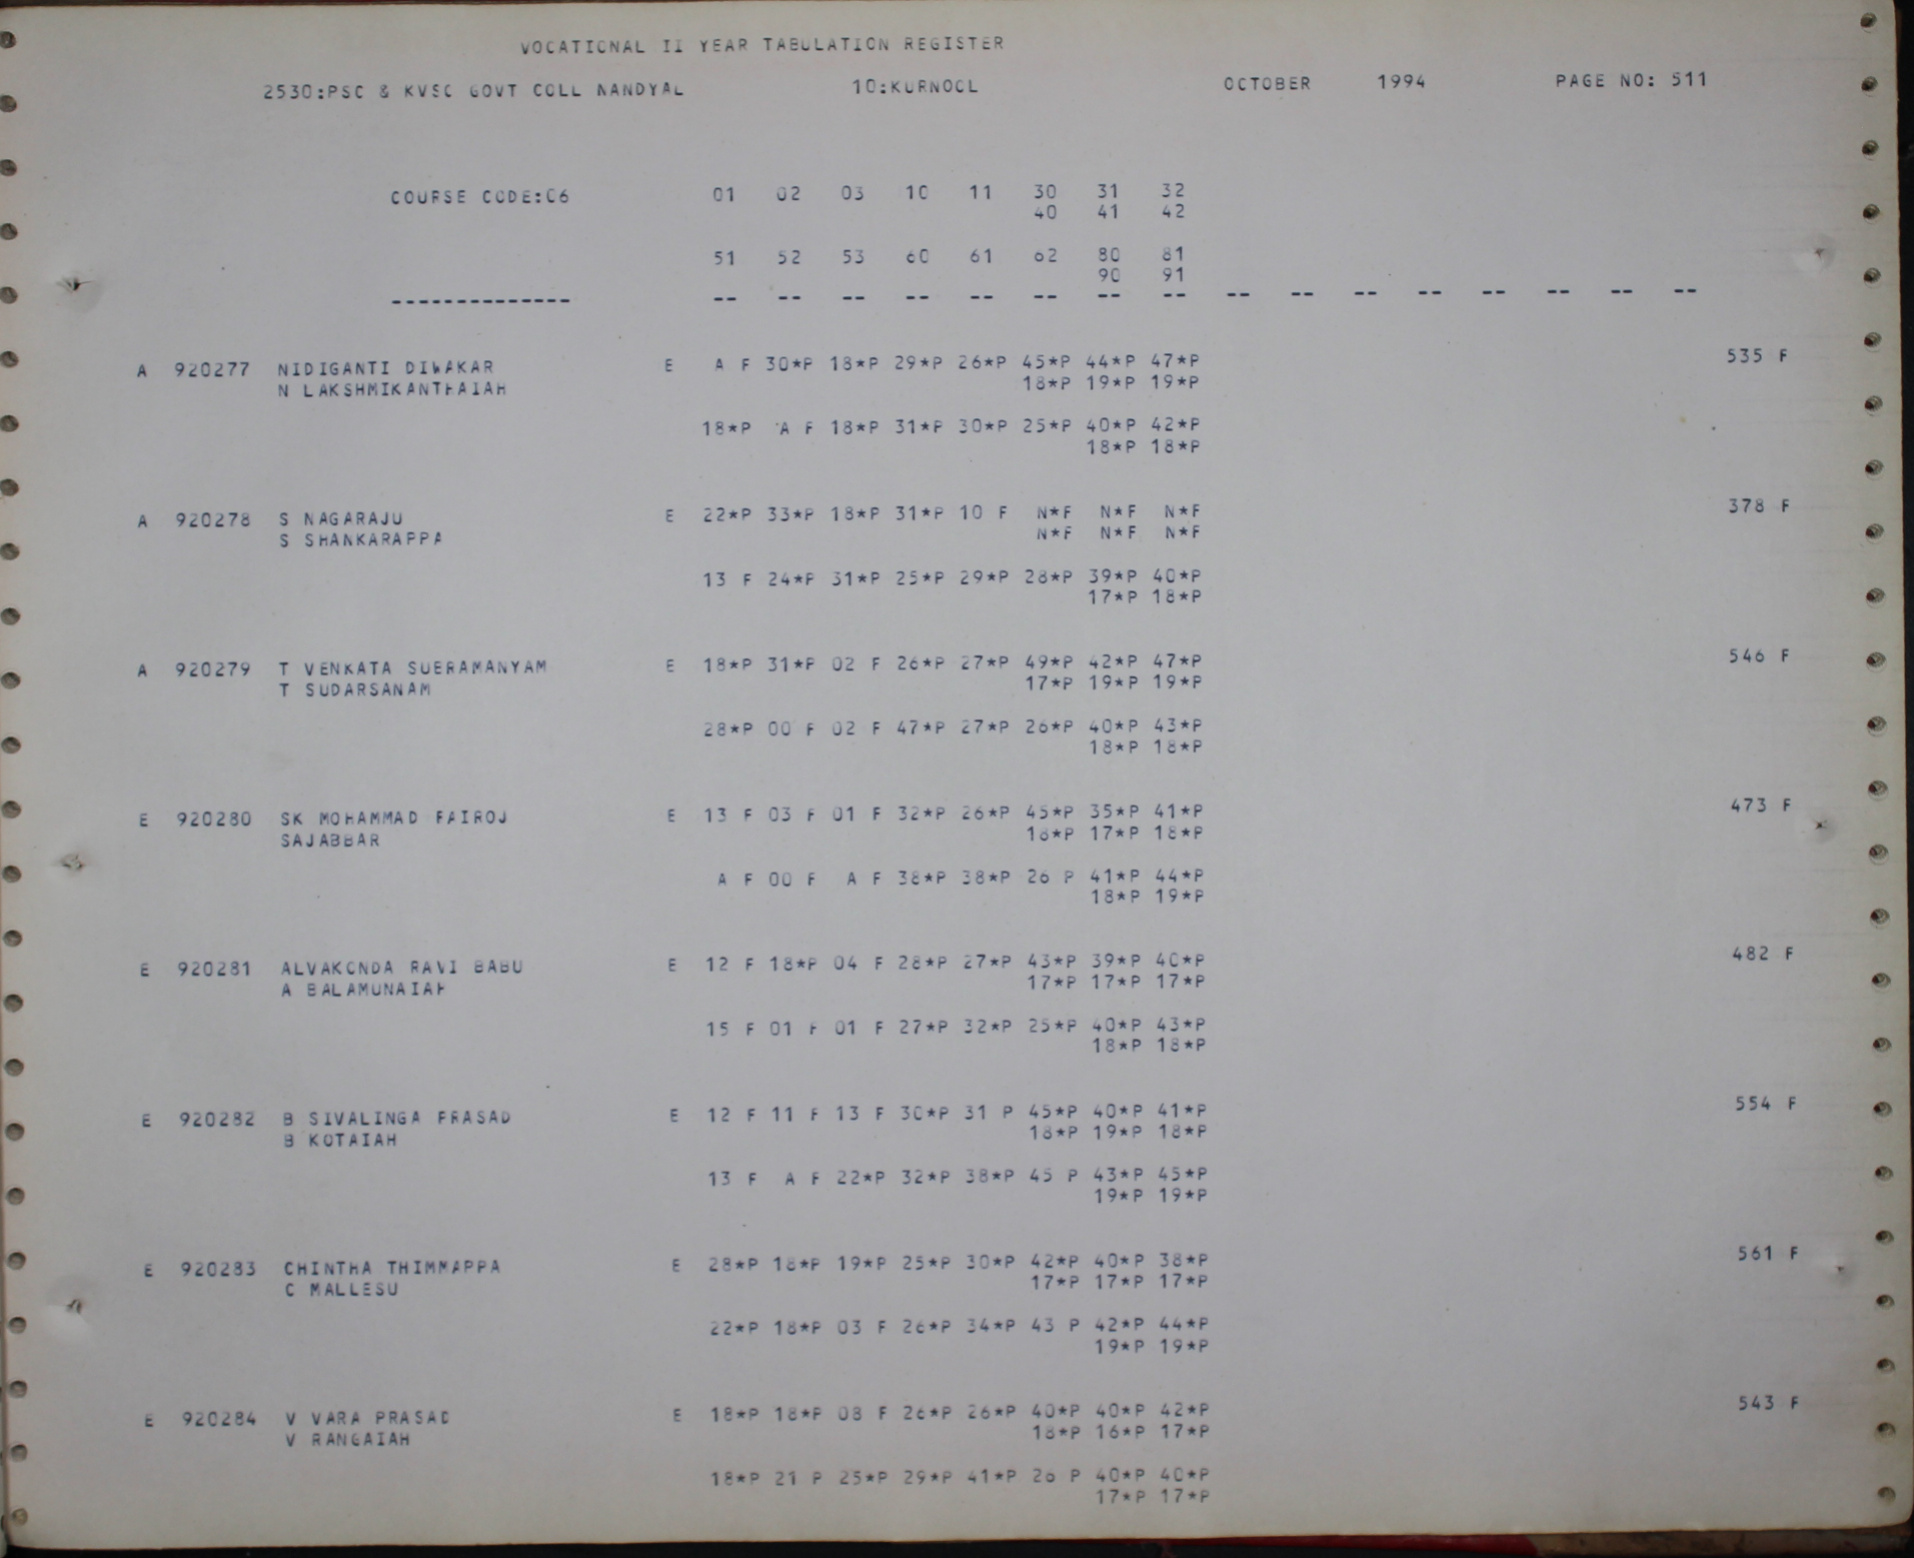 VOCATIONAL II YEAR TABULATION REGISTER
2530:PSC & KVSC GOVT COLL NANDYAL 10:KURNOOL OCTOBER 1994 PAGE NO: 511
COURSE CODE:C6 01 02 03 10 11 30 31 32
40 41 42
51 52 53 60 61 62 80 81
90 91
-------------- -- -- -- -- -- -- -- -- -- -- -- -- -- -- -- --
A 920277 NIDIGANTI DIWAKAR E A F 30*P 18*P 29*P 26*P 45*P 44*P 47*P 535 F
N LAKSHMIKANTHAIAH 18*P 19*P 19*P
18*P A F 18*P 31*P 30*P 25*P 40*P 42*P
18*P 18*P
A 920278 S NAGARAJU E 22*P 33*P 18*P 31*P 10 F N*F N*F N*F 378 F
S SHANKARAPPA N*F N*F N*F
13 F 24*P 31*P 25*P 29*P 28*P 39*P 40*P
17*P 18*P
A 920279 T VENKATA SUBRAMANYAM E 18*P 31*P 02 F 26*P 27*P 49*P 42*P 47*P 546 F
T SUDARSANAM 17*P 19*P 19*P
28*P 00 F 02 F 47*P 27*P 26*P 40*P 43*P
18*P 18*P
E 920280 SK MOHAMMAD FAIROJ E 13 F 03 F 01 F 32*P 26*P 45*P 35*P 41*P 473 F
SAJABBAR 18*P 17*P 18*P
A F 00 F A F 38*P 38*P 26 P 41*P 44*P
18*P 19*P
E 920281 ALVAKONDA RAVI BABU E 12 F 18*P 04 F 28*P 27*P 43*P 39*P 40*P 482 F
A BALAMUNAIAH 17*P 17*P 17*P
15 F 01 F 01 F 27*P 32*P 25*P 40*P 43*P
18*P 18*P
E 920282 B SIVALINGA PRASAD E 12 F 11 F 13 F 30*P 31 P 45*P 40*P 41*P 554 F
B KOTAIAH 18*P 19*P 18*P
13 F A F 22*P 32*P 38*P 45 P 43*P 45*P
19*P 19*P
E 920283 CHINTHA THIMMAPPA E 28*P 18*P 19*P 25*P 30*P 42*P 40*P 38*P 561 F
C MALLESU 17*P 17*P 17*P
22*P 18*P 03 F 26*P 34*P 43 P 42*P 44*P
19*P 19*P
E 920284 V VARA PRASAD E 18*P 18*P 08 F 26*P 26*P 40*P 40*P 42*P 543 F
V RANGAIAH 18*P 16*P 17*P
18*P 21 P 25*P 29*P 41*P 26 P 40*P 40*P
17*P 17*P